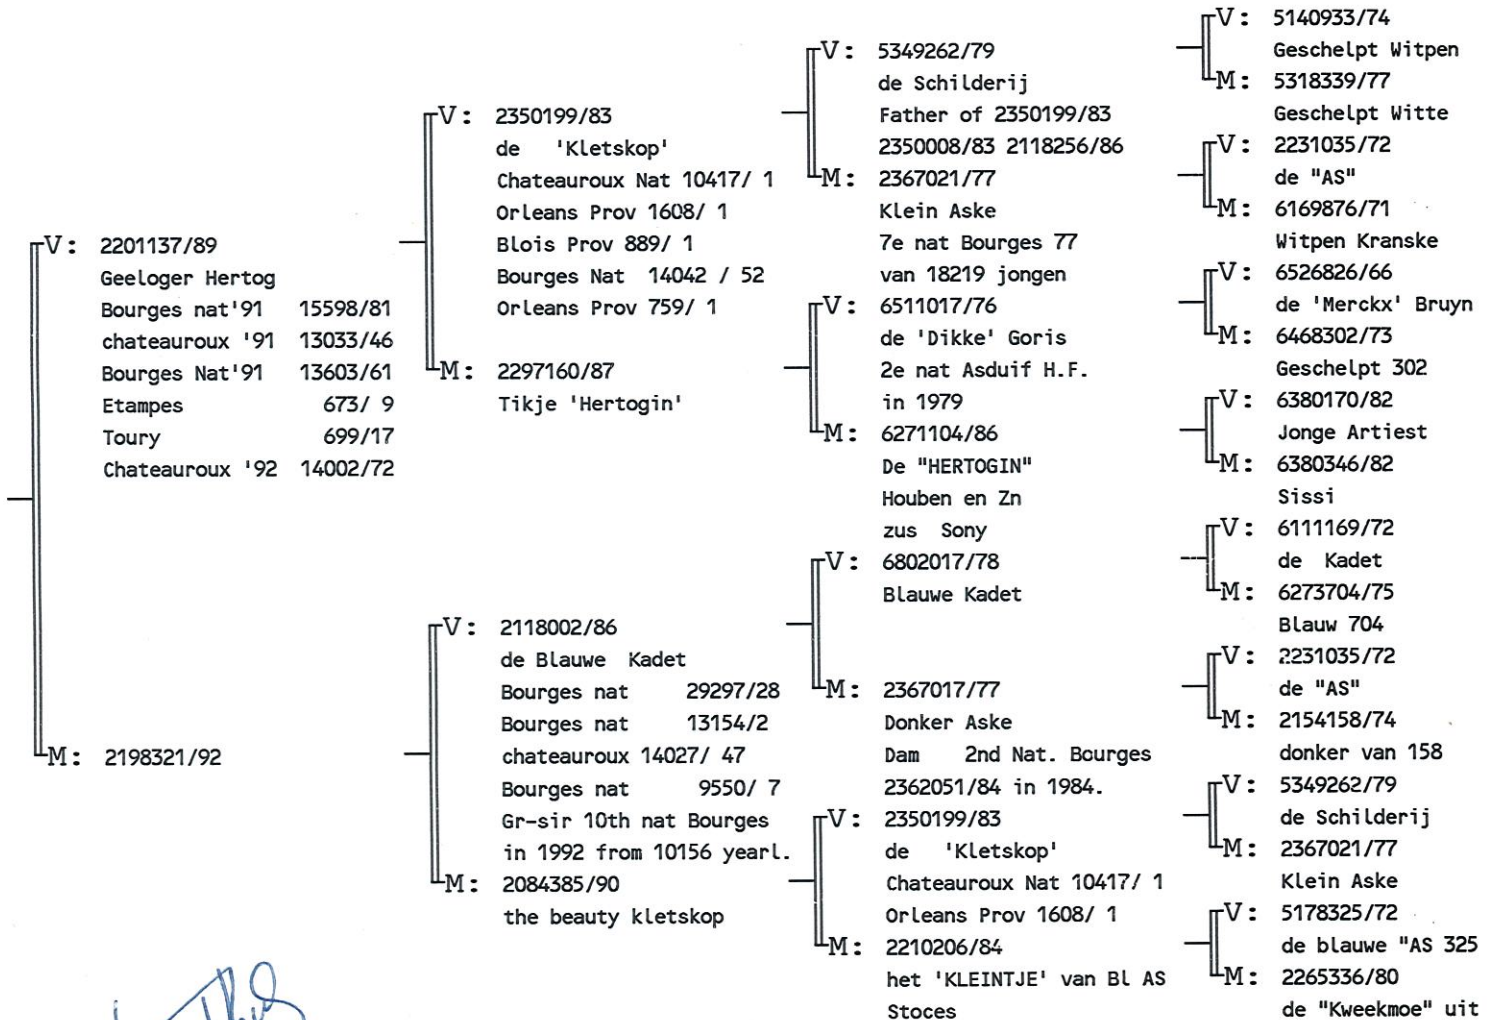 V: 2201137/89
Geeloger Hertog
Bourges nat'91 15598/81
chateauroux '91 13033/46
Bourges Nat'91 13603/61
Etampes 673/ 9
Toury 699/17
Chateauroux '92 14002/72
M: 2198321/92
V: 2350199/83
de 'Kletskop'
Chateauroux Nat 10417/ 1
Orleans Prov 1608/ 1
Blois Prov 889/ 1
Bourges Nat 14042 / 52
Orleans Prov 759/ 1
M: 2297160/87
Tikje 'Hertogin'
V: 2118002/86
de Blauwe Kadet
Bourges nat 29297/28
Bourges nat 13154/2
chateauroux 14027/ 47
Bourges nat 9550/ 7
Gr-sir 10th nat Bourges
in 1992 from 10156 yearl.
M: 2084385/90
the beauty kletskop
V: 5349262/79
de Schilderij
Father of 2350199/83
2350008/83 2118256/86
M: 2367021/77
Klein Aske
7e nat Bourges 77
van 18219 jongen
V: 6511017/76
de 'Dikke' Goris
2e nat Asduif H.F.
in 1979
M: 6271104/86
De "HERTOGIN"
Houben en Zn
zus Sony
V: 6802017/78
Blauwe Kadet
M: 2367017/77
Donker Aske
Dam 2nd Nat. Bourges
2362051/84 in 1984.
V: 2350199/83
de 'Kletskop'
Chateauroux Nat 10417/ 1
Orleans Prov 1608/ 1
M: 2210206/84
het 'KLEINTJE' van Bl AS
Stoces
V: 5140933/74
Geschelpt Witpen
M: 5318339/77
Geschelpt Witte
V: 2231035/72
de "AS"
M: 6169876/71
Witpen Kranske
V: 6526826/66
de 'Merckx' Bruyn
M: 6468302/73
Geschelpt 302
V: 6380170/82
Jonge Artiest
M: 6380346/82
Sissi
V: 6111169/72
de Kadet
M: 6273704/75
Blauw 704
V: 2231035/72
de "AS"
M: 2154158/74
donker van 158
V: 5349262/79
de Schilderij
M: 2367021/77
Klein Aske
V: 5178325/72
de blauwe "AS 325
M: 2265336/80
de "Kweekmoe" uit